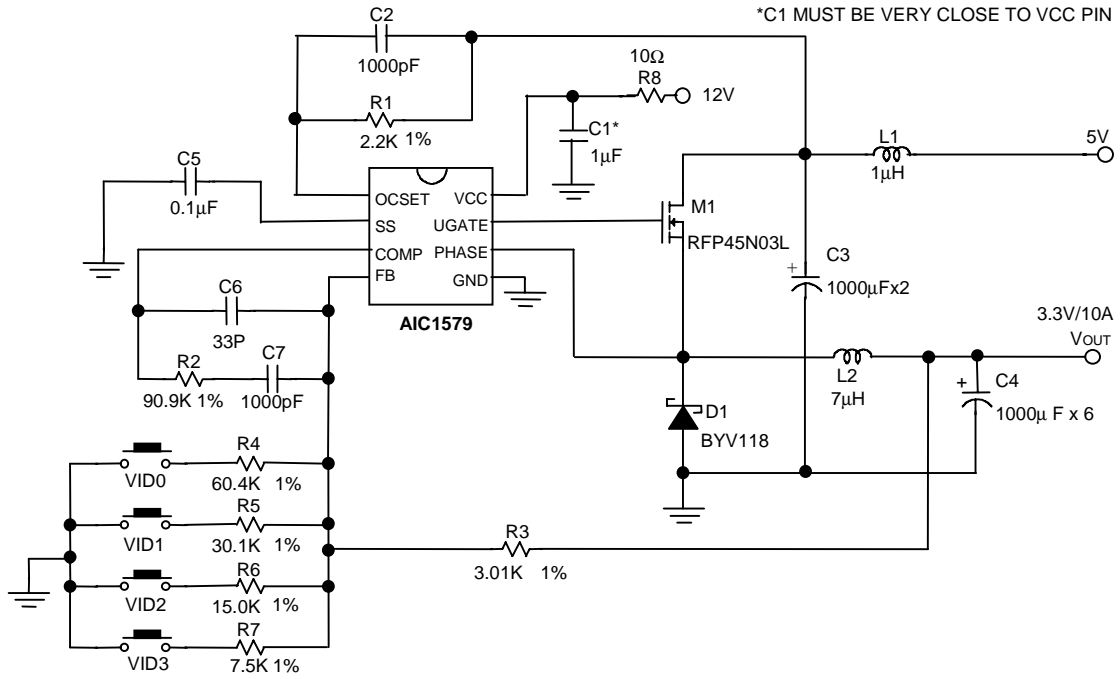 *C1 MUST BE VERY CLOSE TO VCC PIN
C2
1000pF
R1
2.2K 1%
10Ω
R8
12V
C1*
1μF
L1
1μH
5V
C5
0.1μF
OCSET
VCC
SS
UGATE
COMP
PHASE
FB
GND
AIC1579
M1
RFP45N03L
C3
+
1000μFx2
C6
33P
R2
C7
90.9K 1%
1000pF
3.3V/10A
VOUT
L2
7μH
D1
BYV118
+
C4
1000μ F x 6
R4
VID0
60.4K 1%
R5
VID1
30.1K 1%
R3
3.01K 1%
R6
VID2
15.0K 1%
R7
VID3
7.5K 1%